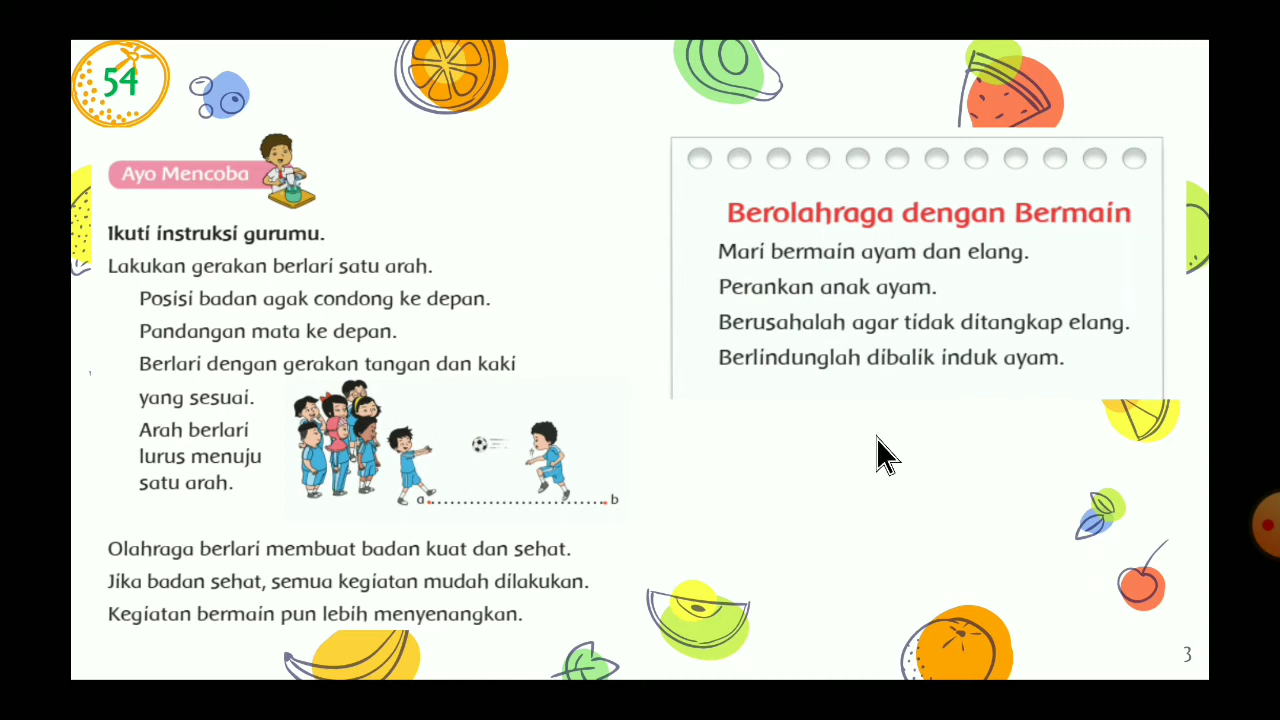 54
Ayo Mencoba
Ikuti instruksi gurumu.
Lakukan gerakan berlari satu arah.
Posisi badan agak condong ke depan.
Pandangan mata ke depan.
Berlari dengan gerakan tangan dan kaki
yang sesuai.
Arah berlari
lurus menuju
satu arah.
a. . . . . . . . . . . . . . . . . . . . . . . . . . b
Olahraga berlari membuat badan kuat dan sehat.
Jika badan sehat, semua kegiatan mudah dilakukan.
Kegiatan bermain pun lebih menyenangkan.
Berolahraga dengan Bermain
Mari bermain ayam dan elang.
Perankan anak ayam.
Berusahalah agar tidak ditangkap elang.
Berlindunglah dibalik induk ayam.
3